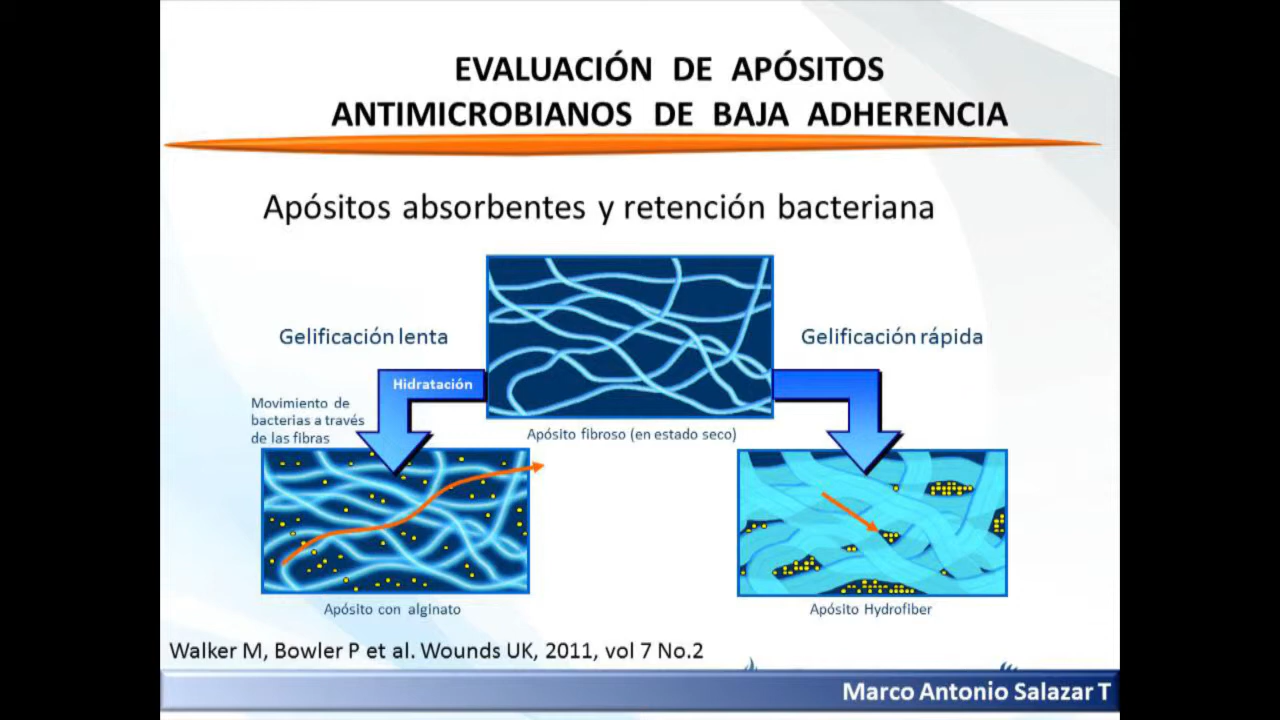 EVALUACIÓN DE APÓSITOS
ANTIMICROBIANOS DE BAJA ADHERENCIA
Apósitos absorbentes y retención bacteriana
Gelificación lenta
Gelificación rápida
Hidratación
Movimiento de
bacterias a través
de las fibras
Apósito fibroso (en estado seco)
Apósito con alginato
Apósito Hydrofiber
Walker M, Bowler P et al. Wounds UK, 2011, vol 7 No.2
Marco Antonio Salazar T